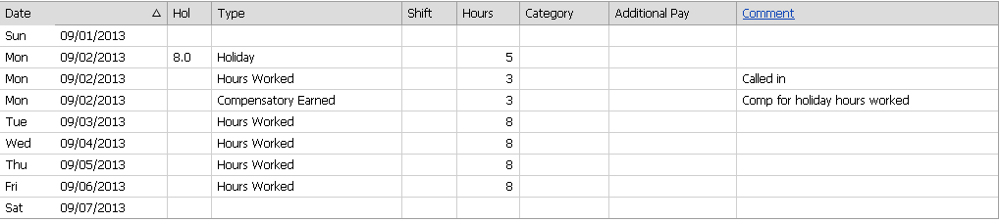 Date Hol Type Shift Hours Category Additional Pay Comment
Sun 09/01/2013
Mon 09/02/2013 8.0 Holiday 5
Mon 09/02/2013 Hours Worked 3 Called in
Mon 09/02/2013 Compensatory Earned 3 Comp for holiday hours worked
Tue 09/03/2013 Hours Worked 8
Wed 09/04/2013 Hours Worked 8
Thu 09/05/2013 Hours Worked 8
Fri 09/06/2013 Hours Worked 8
Sat 09/07/2013